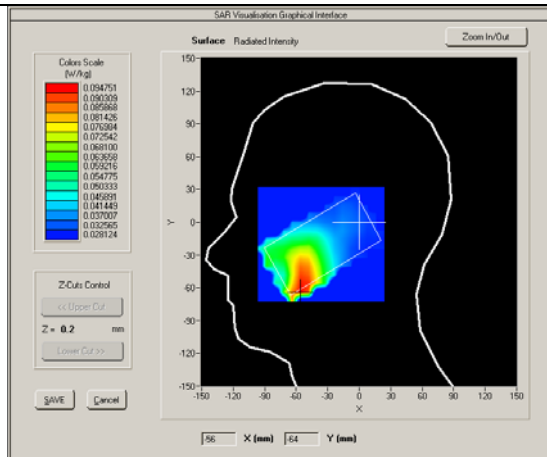 SAR Visualisation Graphical Interface
Surface Radiated Intensity
Zoom In/Out
Colors Scale
(W/kg)
0.094751
0.090309
0.085868
0.081426
0.076984
0.072542
0.068100
0.063658
0.059216
0.054775
0.050333
0.045891
0.041449
0.037007
0.032565
0.028124
Z-Cuts Control
<< Upper Cut
Z = 0.2 mm
Lower Cut >>
SAVE
Cancel
150
120
90
60
30
0
-30
-60
-90
-120
-150
Y
-150 -120 -90 -60 -30 0 30 60 90 120 150
X
-56 X (mm) -64 Y (mm)